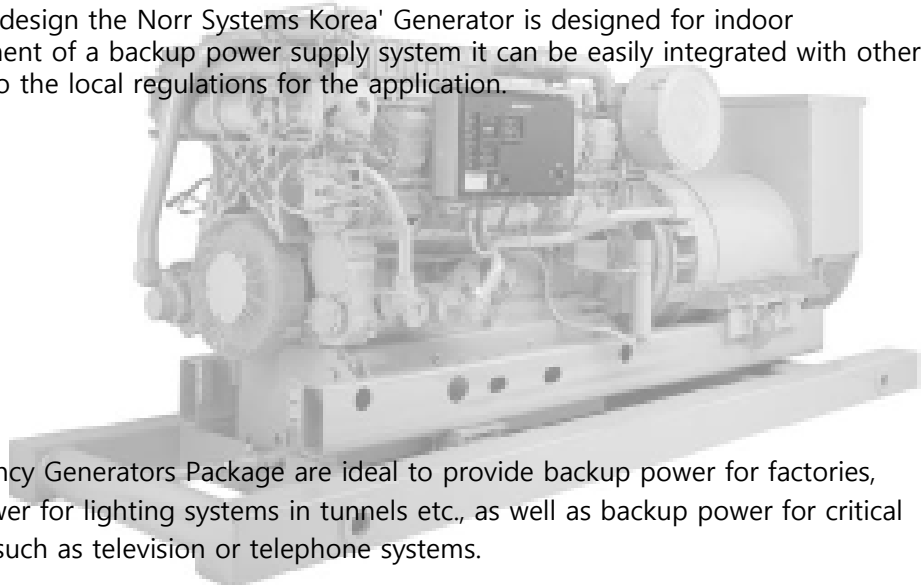 design the Norr Systems Korea' Generator is designed for indoor
ent of a backup power supply system it can be easily integrated with other
o the local regulations for the application.
ncy Generators Package are ideal to provide backup power for factories,
wer for lighting systems in tunnels etc., as well as backup power for critical
such as television or telephone systems.